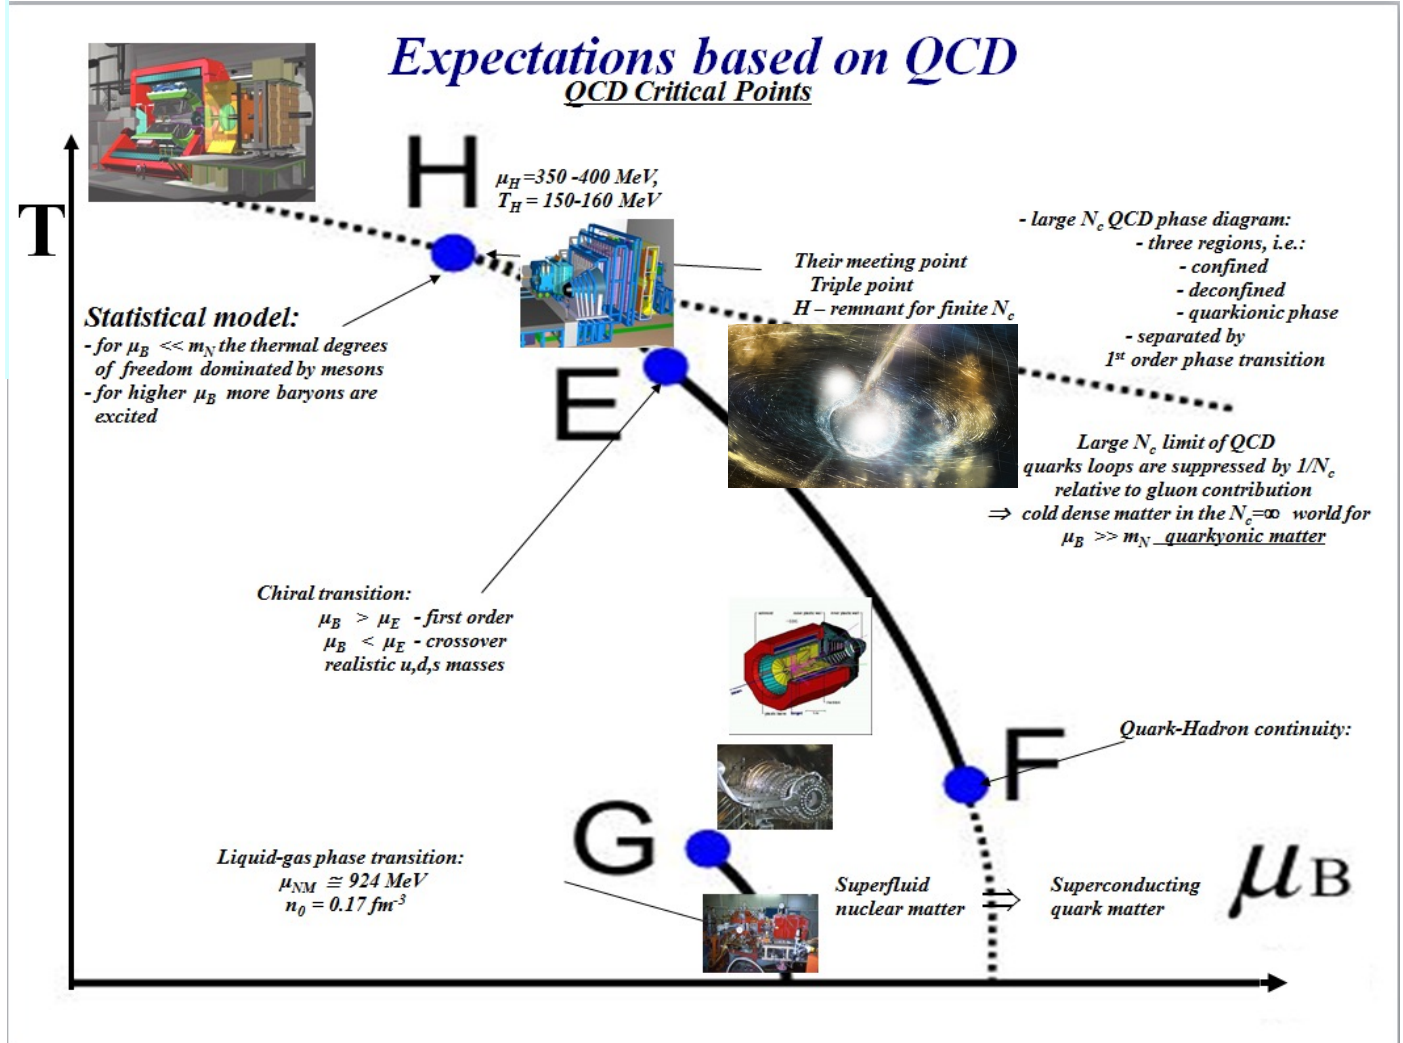 Expectations based on QCD
QCD Critical Points
H
μH =350 -400 MeV,
TH = 150-160 MeV
T
- large Nc QCD phase diagram:
- three regions, i.e.:
- confined
- deconfined
- quarkionic phase
- separated by
1st order phase transition
Their meeting point
Triple point
H – remnant for finite Nc
Statistical model:
- for μB << mN the thermal degrees
of freedom dominated by mesons
- for higher μB more baryons are
excited
E
Large Nc limit of QCD
quarks loops are suppressed by 1/Nc
relative to gluon contribution
⇒ cold dense matter in the Nc=∞ world for
μB >> mN quarkyonic matter
Chiral transition:
μB > μE - first order
μB < μE - crossover
realistic u,d,s masses
Quark-Hadron continuity:
F
G
Liquid-gas phase transition:
μNM ≅ 924 MeV
n0 = 0.17 fm-3
Superfluid
nuclear matter
⇒
Superconducting
quark matter
μB